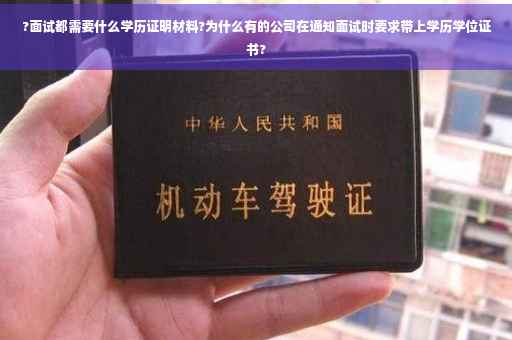 ?面试都需要什么学历证明材料?为什么有的公司在通知面试时要求带上学历学位证
书?
中华人民共和国
机动车驾驶证